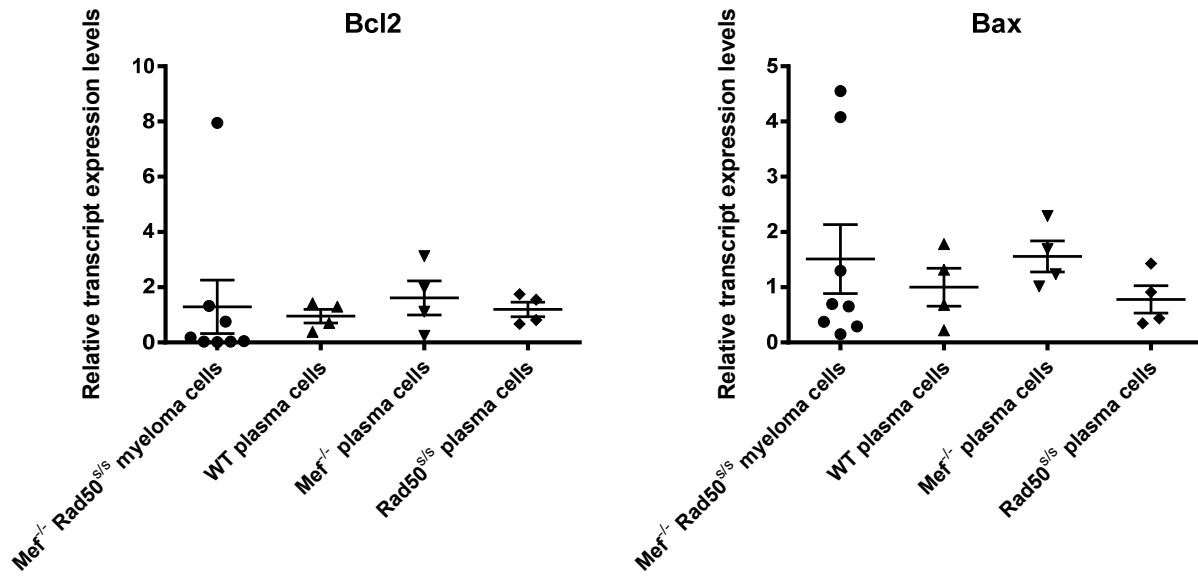 Bcl2
Relative transcript expression levels
10
8
6
4
2
0
Mef-/- Rad50s/s myeloma cells
WT plasma cells
Mef-/- plasma cells
Rad50s/s plasma cells
Bax
Relative transcript expression levels
5
4
3
2
1
0
Mef-/- Rad50s/s myeloma cells
WT plasma cells
Mef-/- plasma cells
Rad50s/s plasma cells